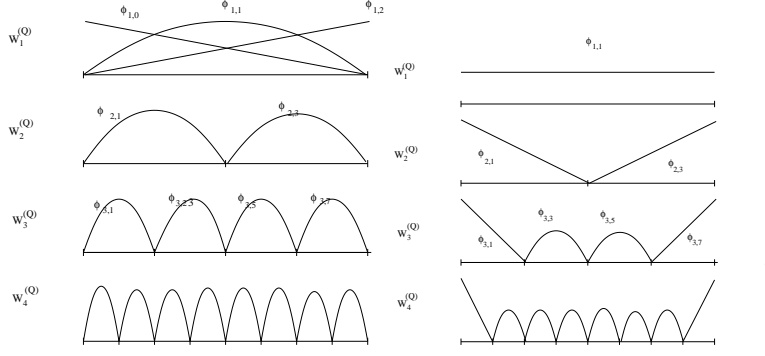 W₁^(Q) ϕ₁,₀ ϕ₁,₁ ϕ₁,₂
W₂^(Q) ϕ₂,₁ ϕ₂,₃
W₃^(Q) ϕ₃,₁ ϕ₃,₅ ϕ₃,₇
W₄^(Q)
W₁^(Q) ϕ₁,₁
W₂^(Q) ϕ₂,₁ ϕ₂,₃
W₃^(Q) ϕ₃,₁ ϕ₃,₃ ϕ₃,₅ ϕ₃,₇
W₄^(Q)